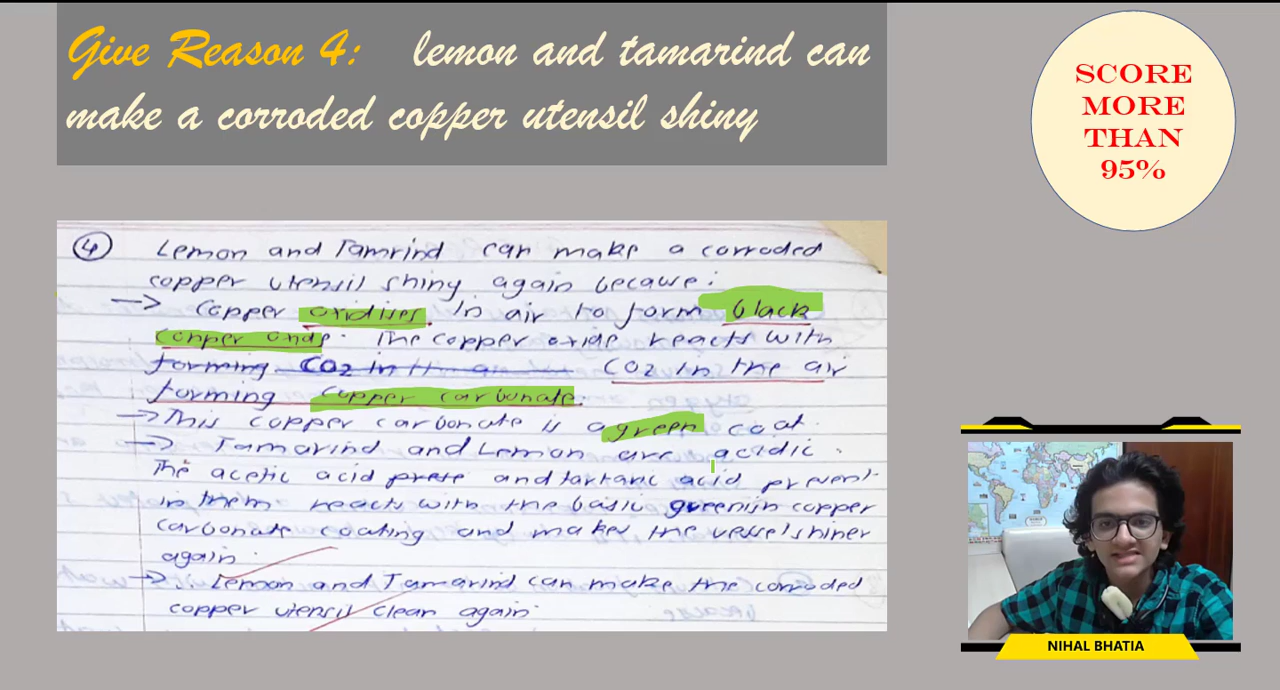 Give Reason 4: lemon and tamarind can
make a corroded copper utensil shiny
SCORE
MORE
THAN
95%
4 Lemon and Tamrind can make a corroded
copper utensil shiny again because:
→ Copper oxidises in air to form black
copper oxide. The copper oxide reacts with
forming CO2 in the air CO2 in the air
forming copper carbonate.
→ This copper carbonate is a green coat.
→ Tamarind and Lemon are acidic.
The acetic acid prese and tartaric acid present
in them reacts with the basic greenish copper
carbonate coating and makes the vessel shiner
again.
→ Lemon and Tamarind can make the corroded
copper utensil clean again.
NIHAL BHATIA